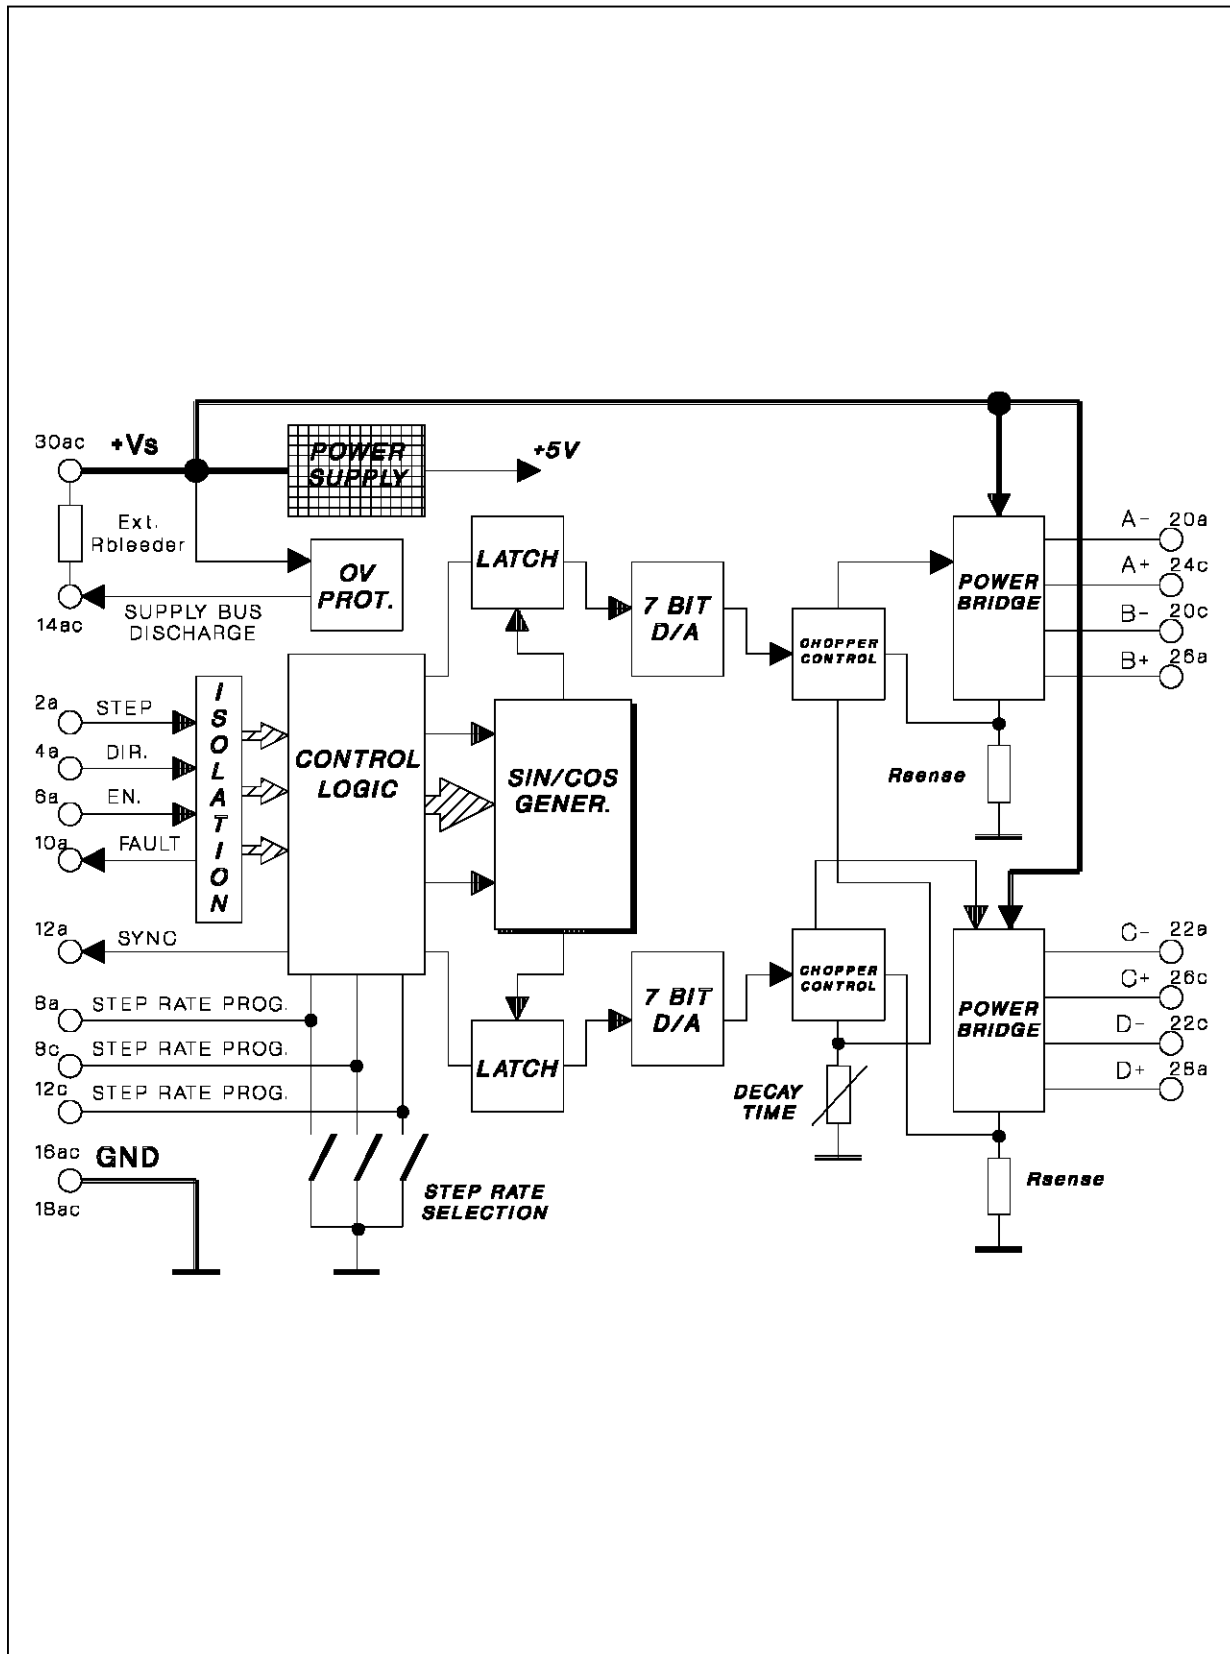 30ac +Vs
POWER
SUPPLY
+5V
Ext.
Rbleeder
14ac
SUPPLY BUS
DISCHARGE
OV
PROT.
LATCH
7 BIT
D/A
CHOPPER
CONTROL
POWER
BRIDGE
A- 20a
A+ 24c
B- 20c
B+ 26a
2a STEP
4a DIR.
6a EN.
10a FAULT
ISOLATION
CONTROL
LOGIC
SIN/COS
GENER.
Rsense
12a SYNC
8a STEP RATE PROG.
8c STEP RATE PROG.
12c STEP RATE PROG.
LATCH
7 BIT
D/A
CHOPPER
CONTROL
POWER
BRIDGE
C- 22a
C+ 26c
D- 22c
D+ 28a
DECAY
TIME
16ac GND
18ac
STEP RATE
SELECTION
Rsense